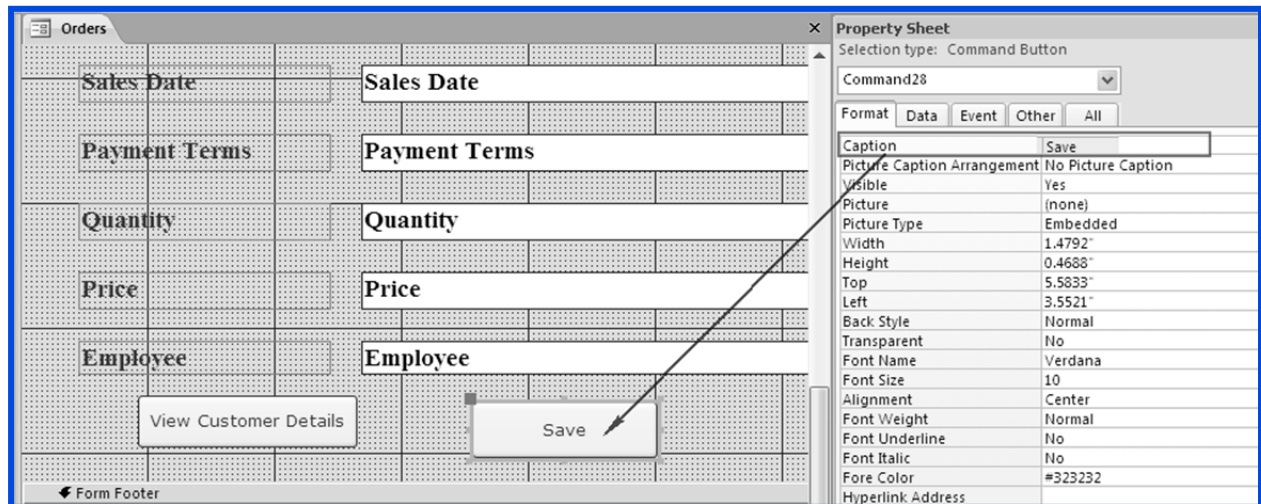 Orders
Sales Date Sales Date
Payment Terms Payment Terms
Quantity Quantity
Price Price
Employee Employee
View Customer Details Save
Form Footer
Property Sheet
Selection type: Command Button
Command28
Format Data Event Other All
Caption Save
Picture Caption Arrangement No Picture Caption
Visible Yes
Picture (none)
Picture Type Embedded
Width 1.4792"
Height 0.4688"
Top 5.5833"
Left 3.5521"
Back Style Normal
Transparent No
Font Name Verdana
Font Size 10
Alignment Center
Font Weight Normal
Font Underline No
Font Italic No
Fore Color #323232
Hyperlink Address